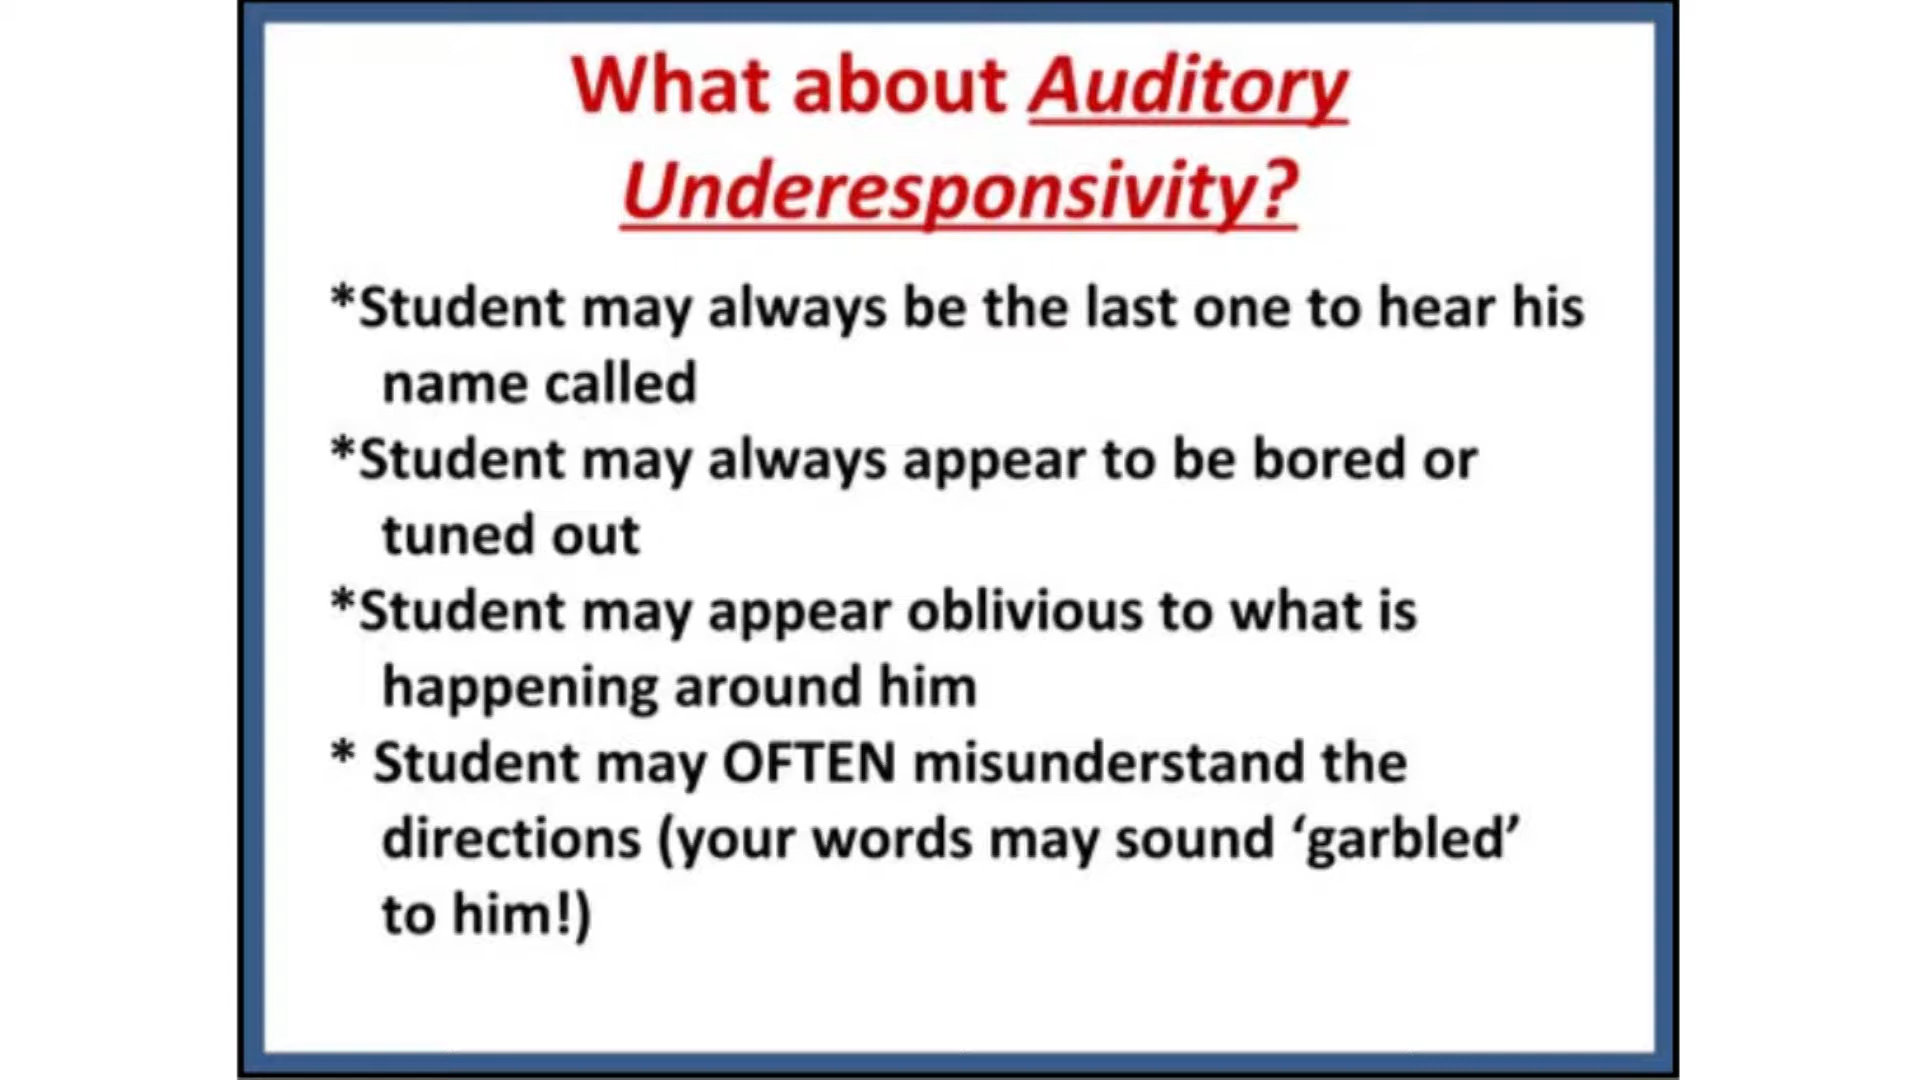 What about Auditory
Underesponsivity?
*Student may always be the last one to hear his
name called
*Student may always appear to be bored or
tuned out
*Student may appear oblivious to what is
happening around him
* Student may OFTEN misunderstand the
directions (your words may sound ‘garbled’
to him!)